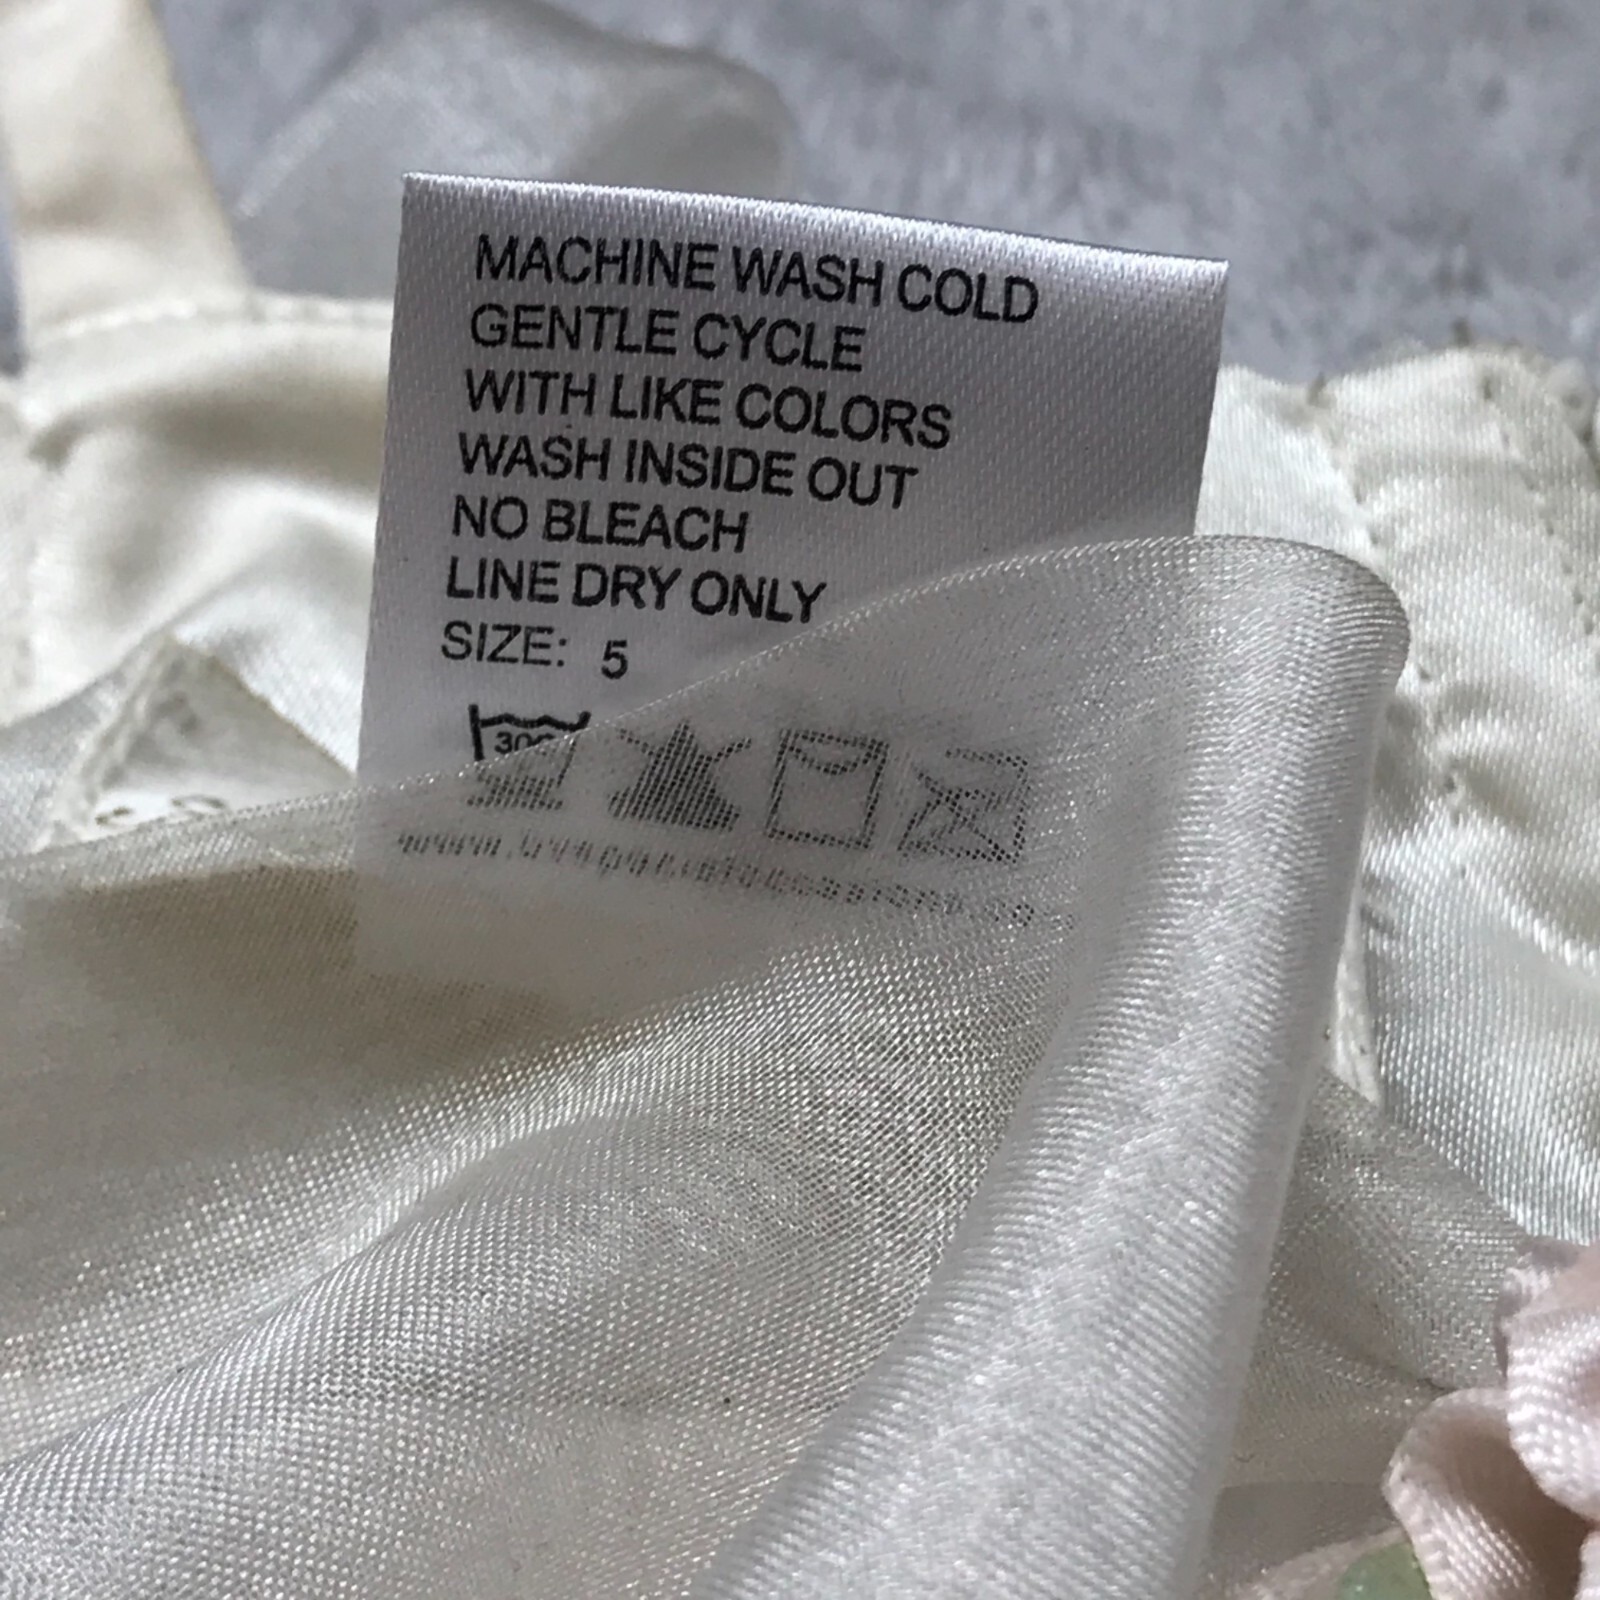 MACHINE WASH COLD
GENTLE CYCLE
WITH LIKE COLORS
WASH INSIDE OUT
NO BLEACH
LINE DRY ONLY
SIZE: 5